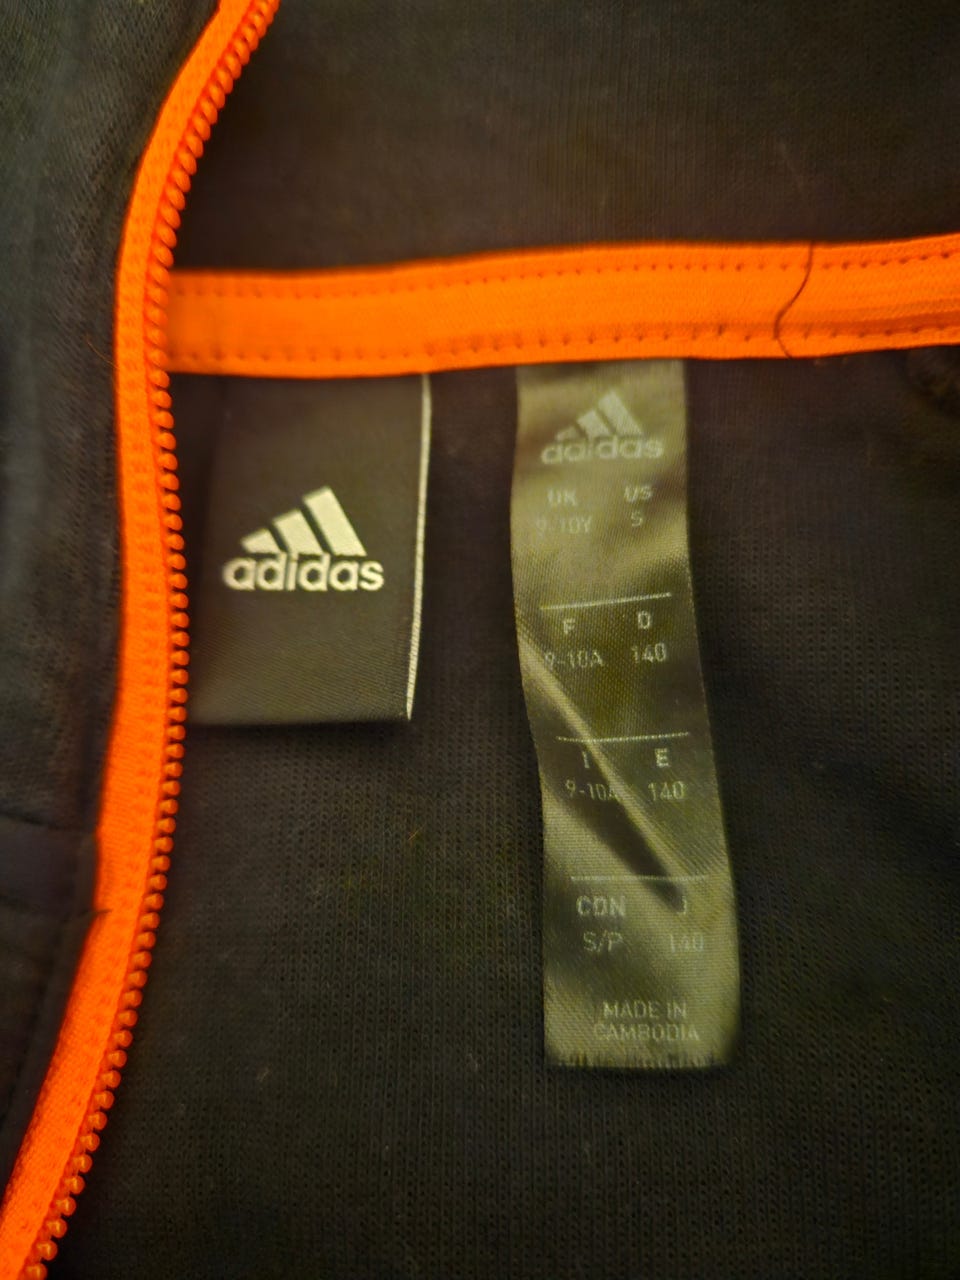 adidas
adidas
UK US
9-10Y S
F D
9-10A 140
I E
9-10A 140
CDN J
S/P 140
MADE IN
CAMBODIA